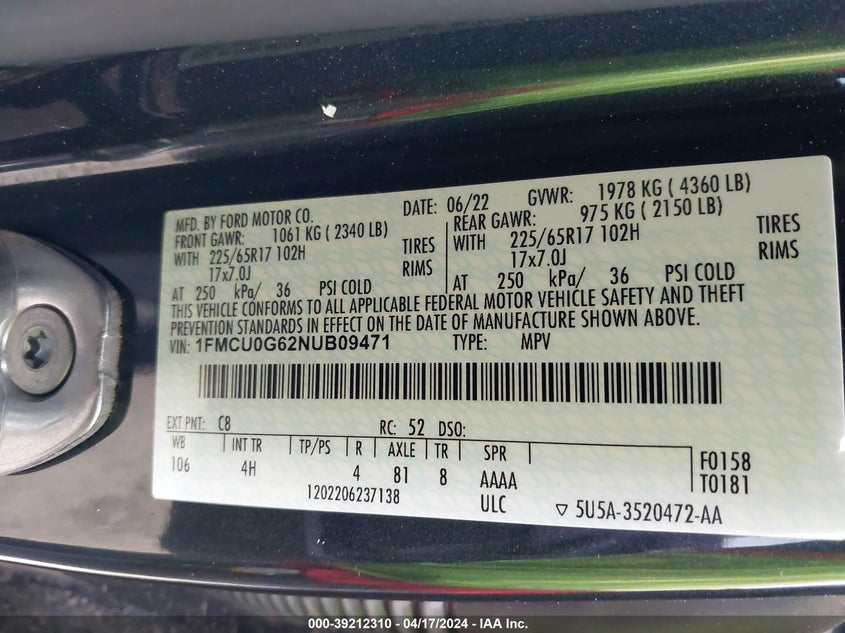 MFD. BY FORD MOTOR CO. DATE: 06/22 GVWR: 1978 KG ( 4360 LB)
FRONT GAWR: 1061 KG ( 2340 LB) REAR GAWR: 975 KG ( 2150 LB)
WITH 225/65R17 102H TIRES WITH 225/65R17 102H TIRES
17x7.0J RIMS 17x7.0J RIMS
AT 250 kPa/ 36 PSI COLD AT 250 kPa/ 36 PSI COLD
THIS VEHICLE CONFORMS TO ALL APPLICABLE FEDERAL MOTOR VEHICLE SAFETY AND THEFT
PREVENTION STANDARDS IN EFFECT ON THE DATE OF MANUFACTURE SHOWN ABOVE.
VIN: 1FMCU0G62NUB09471 TYPE: MPV
EXT PNT: C8 RC: 52 DSO:
WB INT TR TP/PS R AXLE TR SPR F0158
106 4H 4 81 8 AAAA T0181
1202206237138 ULC ▽ 5U5A-3520472-AA
000-39212310 - 04/17/2024 - IAA Inc.